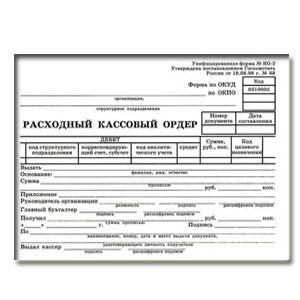 Унифицированная форма № КО-2
Утверждена постановлением Госкомстата
России от 18.08.98 г. № 88
Код
Форма по ОКУД 0310002
по ОКПО
организация,
структурное подразделение
РАСХОДНЫЙ КАССОВЫЙ ОРДЕР
Номер документа
Дата составления
ДЕБЕТ
код структурного подразделения
корреспондирующий счет, субсчет
код аналитического учета
кредит
Сумма, руб., коп.
Код целевого назначения
Выдать
фамилия, имя, отчество
Основание:
Сумма
прописью
руб. коп.
Приложение
Руководитель организации
должность подпись расшифровка подписи
Главный бухгалтер
подпись расшифровка подписи
Получил
сумма прописью
руб. коп.
" " г. Подпись
По
наименование, номер, дата и место выдачи документа,
удостоверяющего личность получателя
Выдал кассир
подпись расшифровка подписи